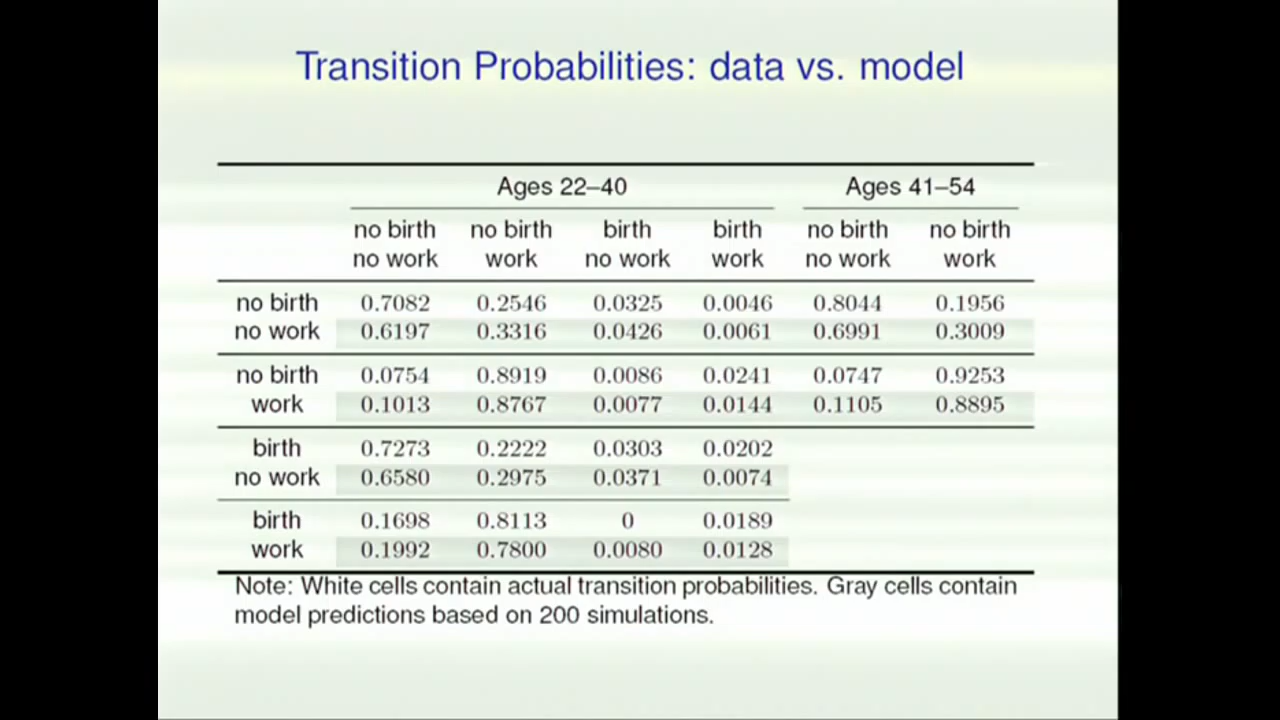 Transition Probabilities: data vs. model
Ages 22–40 Ages 41–54
no birth no birth birth birth no birth no birth
no work work no work work no work work
no birth 0.7082 0.2546 0.0325 0.0046 0.8044 0.1956
no work 0.6197 0.3316 0.0426 0.0061 0.6991 0.3009
no birth 0.0754 0.8919 0.0086 0.0241 0.0747 0.9253
work 0.1013 0.8767 0.0077 0.0144 0.1105 0.8895
birth 0.7273 0.2222 0.0303 0.0202
no work 0.6580 0.2975 0.0371 0.0074
birth 0.1698 0.8113 0 0.0189
work 0.1992 0.7800 0.0080 0.0128
Note: White cells contain actual transition probabilities. Gray cells contain
model predictions based on 200 simulations.